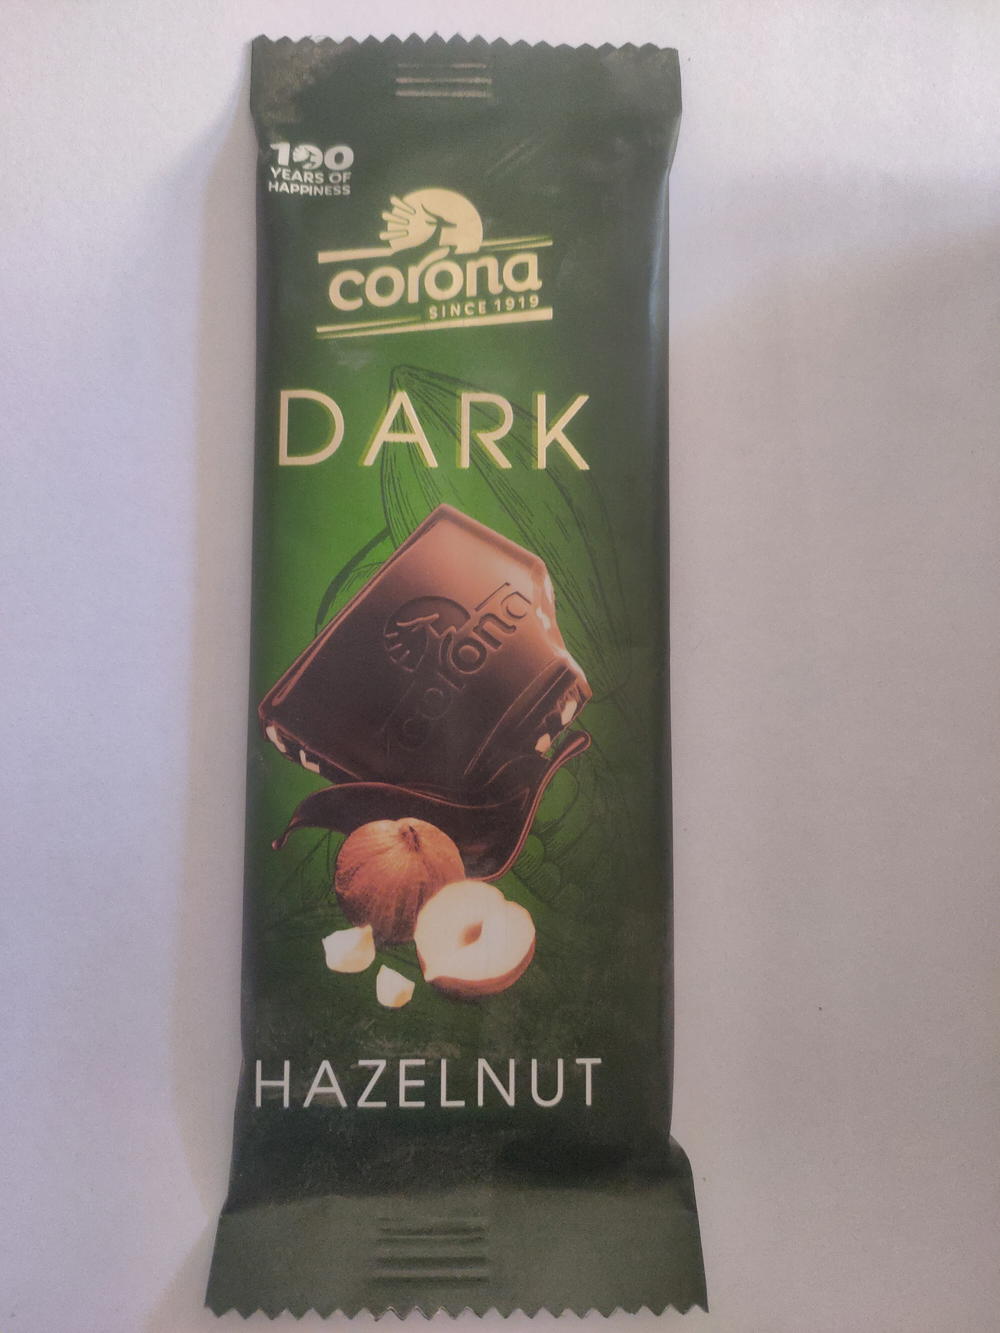 100
YEARS OF
HAPPINESS
corona
SINCE 1919
DARK
corona
HAZELNUT